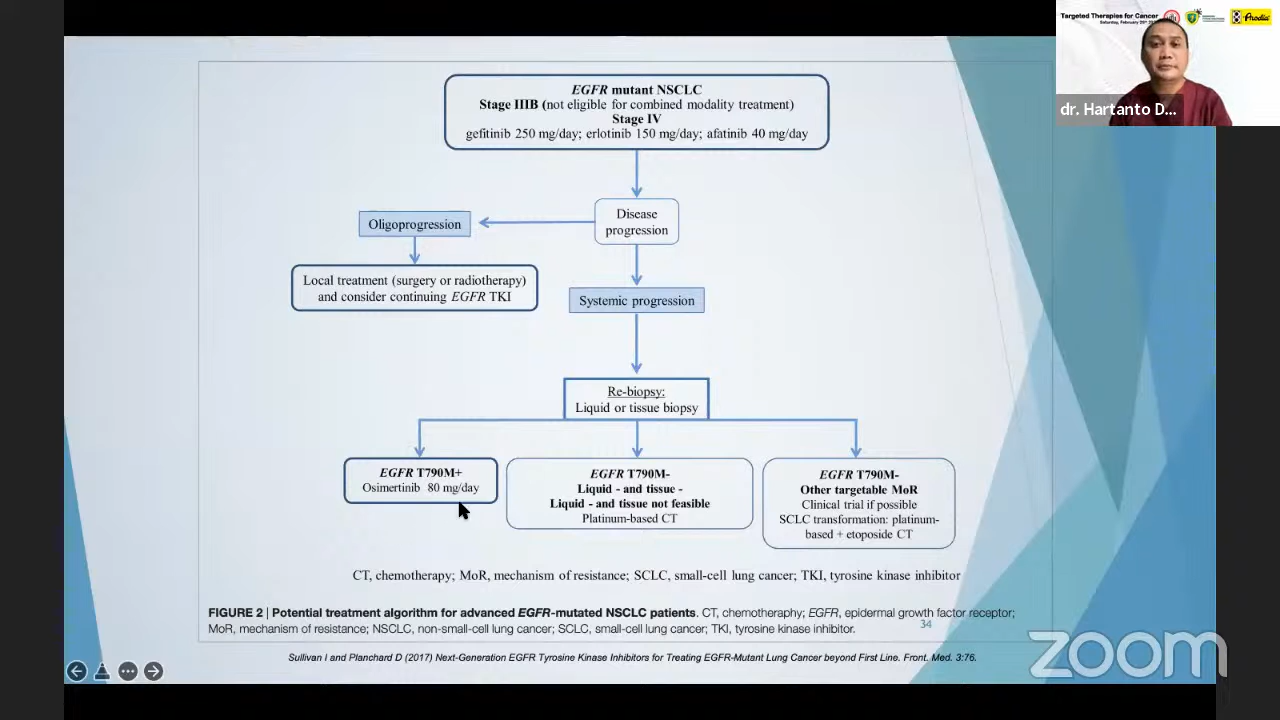 Targeted Therapies for Cancer
Prodia
dr. Hartanto D...
EGFR mutant NSCLC
Stage IIIB (not eligible for combined modality treatment)
Stage IV
gefitinib 250 mg/day; erlotinib 150 mg/day; afatinib 40 mg/day
Disease
progression
Oligoprogression
Local treatment (surgery or radiotherapy)
and consider continuing EGFR TKI
Systemic progression
Re-biopsy:
Liquid or tissue biopsy
EGFR T790M+
Osimertinib 80 mg/day
EGFR T790M-
Liquid - and tissue -
Liquid - and tissue not feasible
Platinum-based CT
EGFR T790M-
Other targetable MoR
Clinical trial if possible
SCLC transformation: platinum-
based + etoposide CT
CT, chemotherapy; MoR, mechanism of resistance; SCLC, small-cell lung cancer; TKI, tyrosine kinase inhibitor
FIGURE 2 | Potential treatment algorithm for advanced EGFR-mutated NSCLC patients. CT, chemotheraphy; EGFR, epidermal growth factor receptor;
MoR, mechanism of resistance; NSCLC, non-small-cell lung cancer; SCLC, small-cell lung cancer; TKI, tyrosine kinase inhibitor.
34
Sullivan I and Planchard D (2017) Next-Generation EGFR Tyrosine Kinase Inhibitors for Treating EGFR-Mutant Lung Cancer beyond First Line. Front. Med. 3:76.
zoom